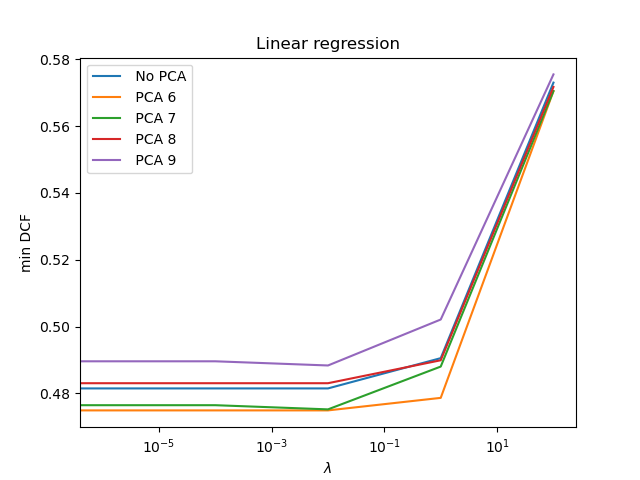 Linear regression
0.58
0.56
0.54
0.52
0.50
0.48
min DCF
No PCA
PCA 6
PCA 7
PCA 8
PCA 9
10⁻⁵ 10⁻³ 10⁻¹ 10¹
λ